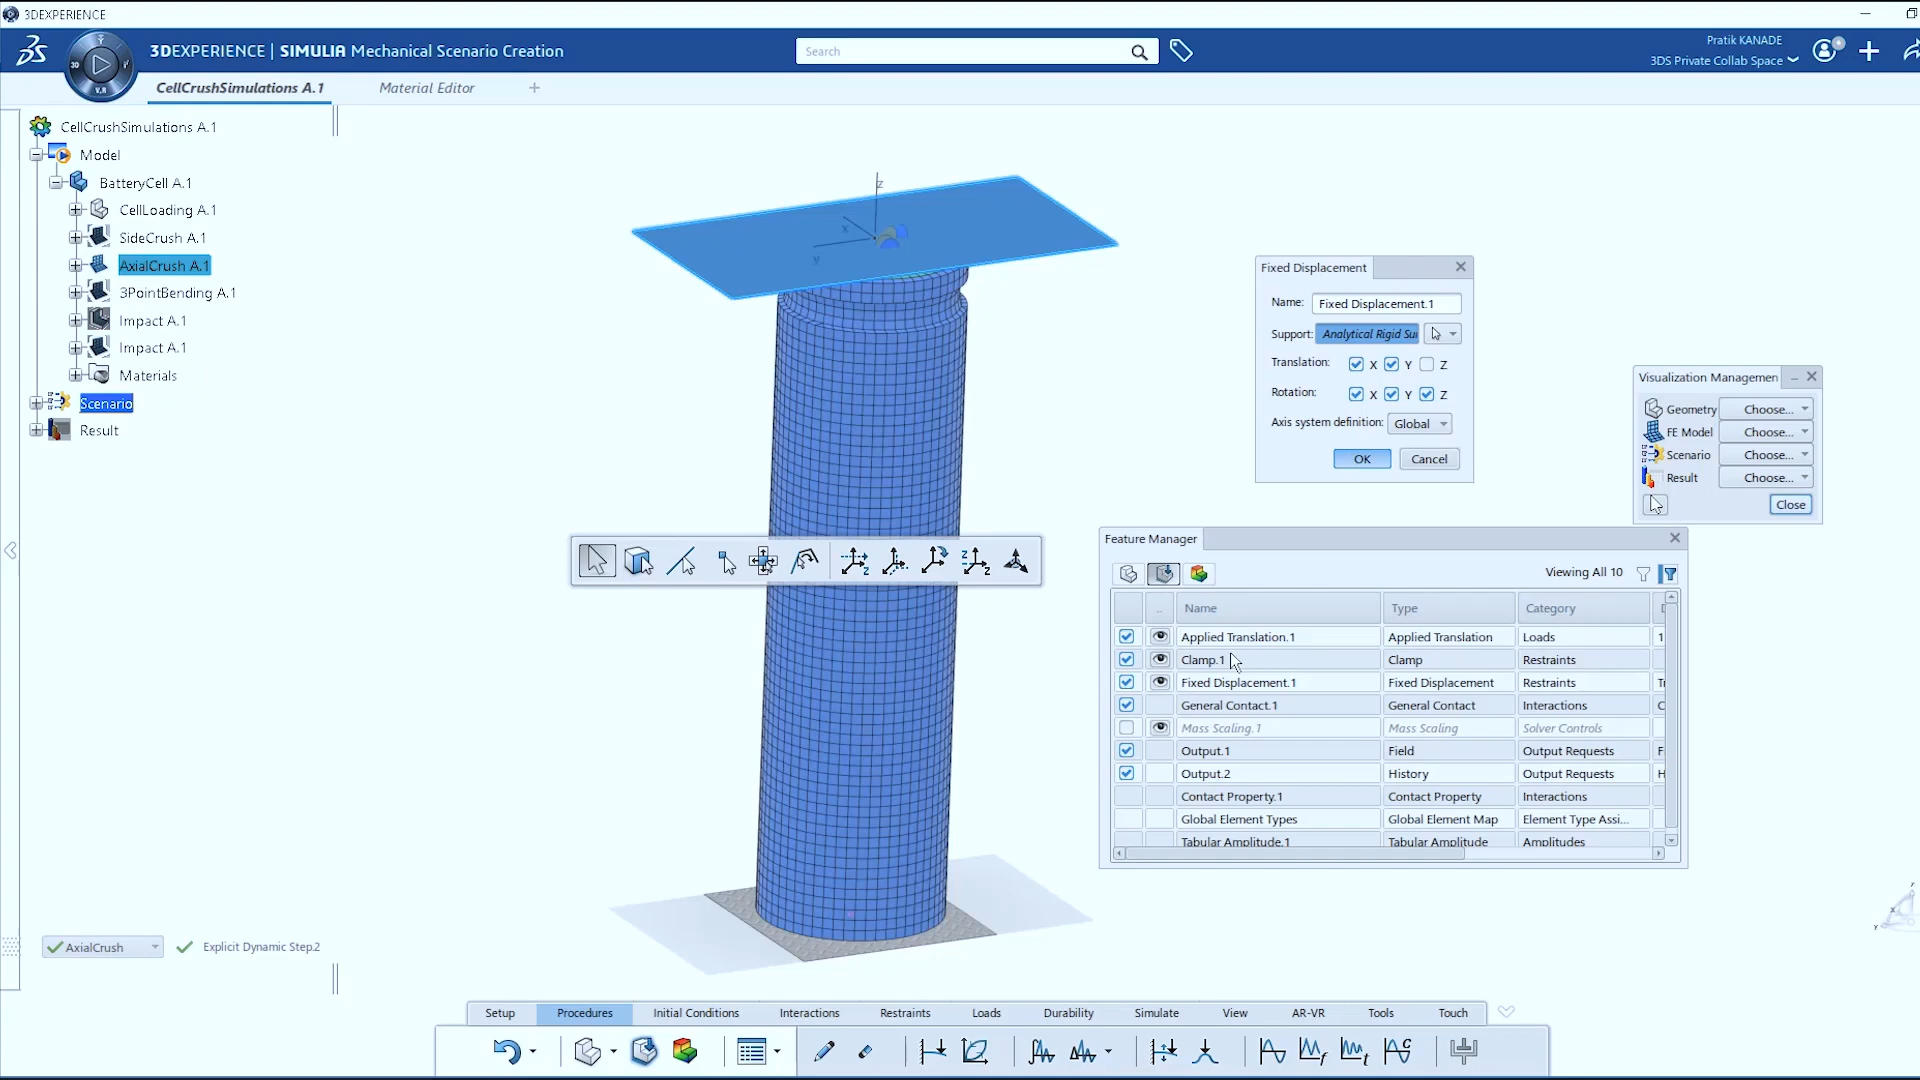 3DEXPERIENCE
3DEXPERIENCE | SIMULIA Mechanical Scenario Creation
Search
Pratik KANADE
3DS Private Collab Space
CellCrushSimulations A.1
Material Editor
CellCrushSimulations A.1
Model
BatteryCell A.1
CellLoading A.1
SideCrush A.1
AxialCrush A.1
3PointBending A.1
Impact A.1
Impact A.1
Materials
Scenario
Result
Fixed Displacement
Name: Fixed Displacement.1
Support: Analytical Rigid Su
Translation: X Y Z
Rotation: X Y Z
Axis system definition: Global
OK Cancel
Visualization Managemen
Geometry Choose...
FE Model Choose...
Scenario Choose...
Result Choose...
Close
Feature Manager
Viewing All 10
.. Name Type Category
Applied Translation.1 Applied Translation Loads 1
Clamp.1 Clamp Restraints
Fixed Displacement.1 Fixed Displacement Restraints
General Contact.1 General Contact Interactions
Mass Scaling.1 Mass Scaling Solver Controls
Output.1 Field Output Requests F
Output.2 History Output Requests H
Contact Property.1 Contact Property Interactions
Global Element Types Global Element Map Element Type Assi...
Tabular Amplitude.1 Tabular Amplitude Amplitudes
AxialCrush Explicit Dynamic Step.2
Setup Procedures Initial Conditions Interactions Restraints Loads Durability Simulate View AR-VR Tools Touch